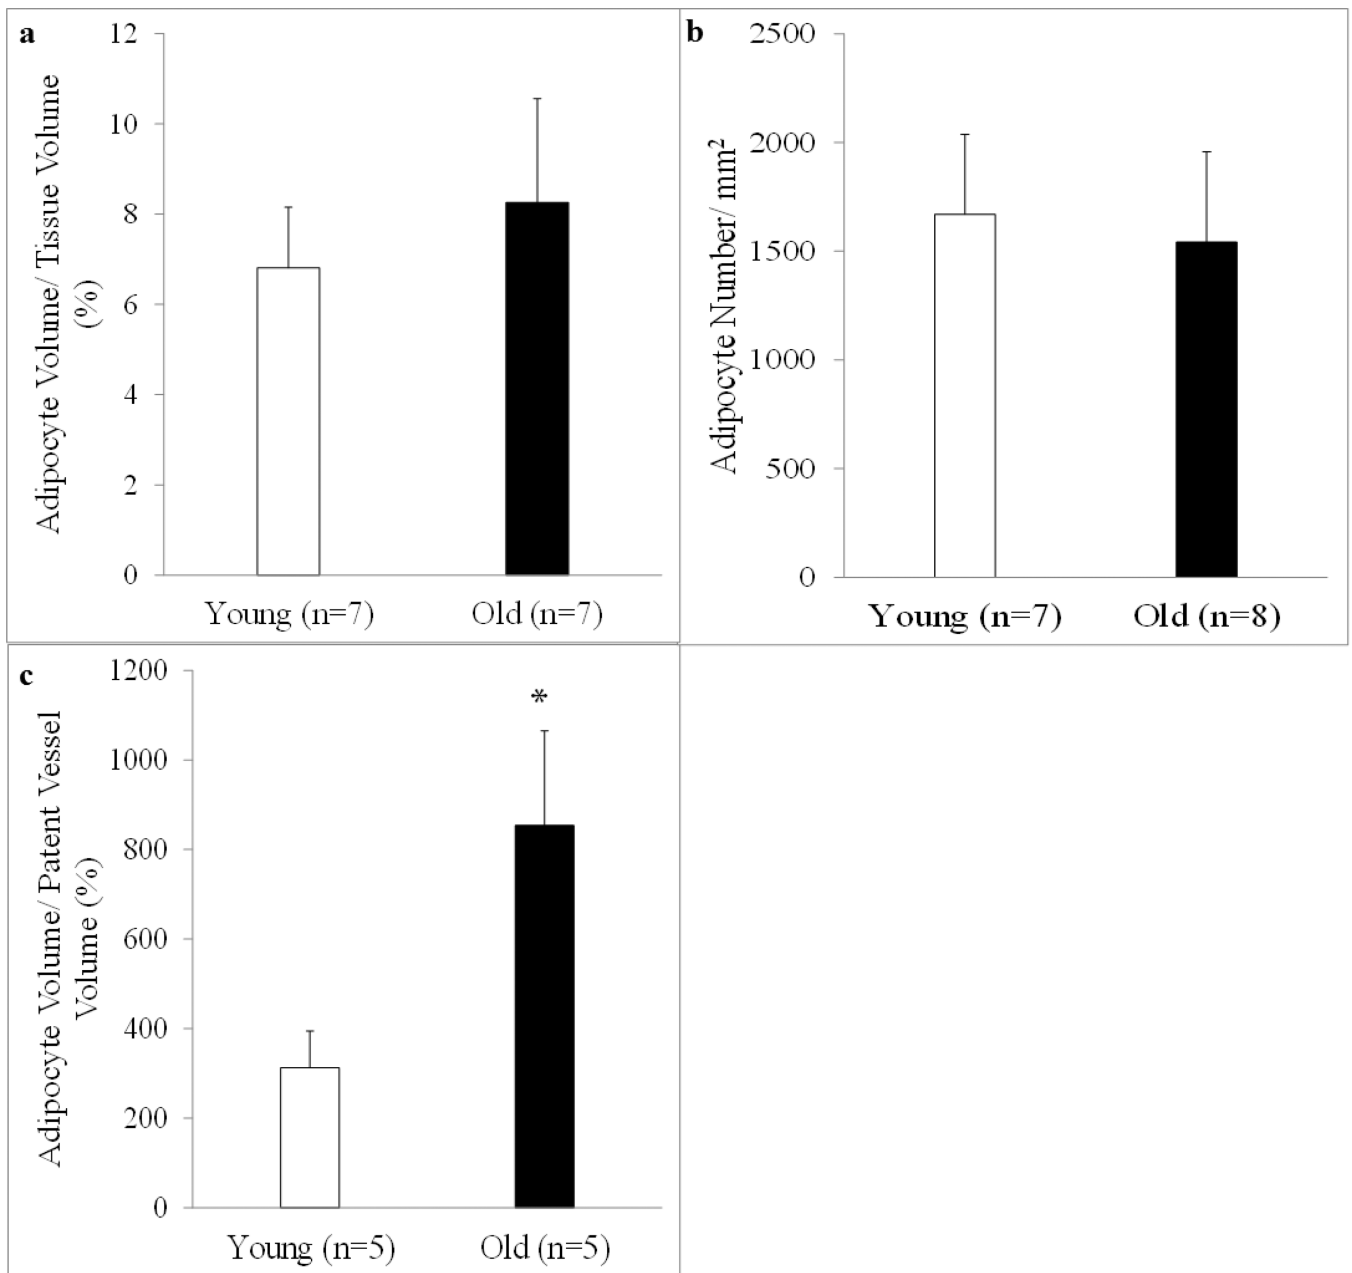 a
Adipocyte Volume/ Tissue Volume
(%)
12
10
8
6
4
2
0
Young (n=7)
Old (n=7)
b
Adipocyte Number/ mm²
2500
2000
1500
1000
500
0
Young (n=7)
Old (n=8)
c
Adipocyte Volume/ Patent Vessel
Volume (%)
1200
1000
800
600
400
200
0
*
Young (n=5)
Old (n=5)